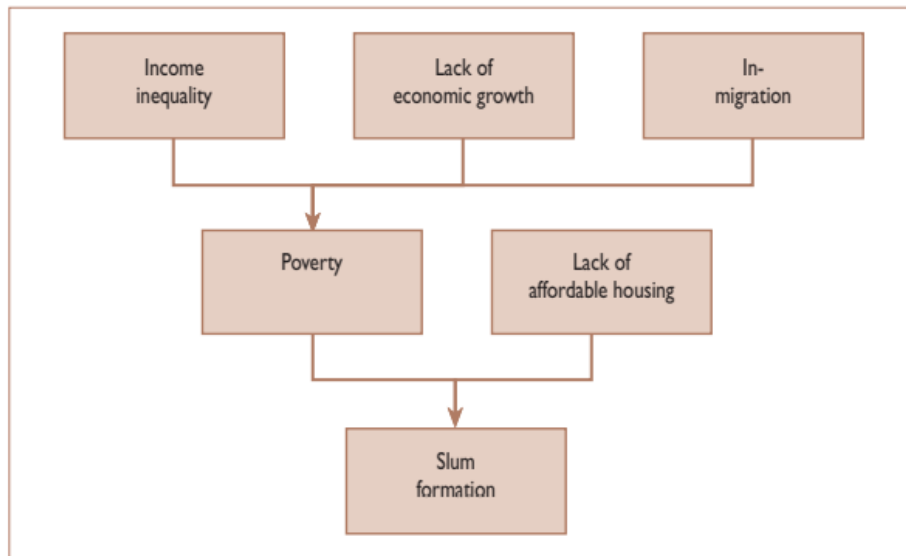 Income
inequality
Lack of
economic growth
In-
migration
Poverty
Lack of
affordable housing
Slum
formation